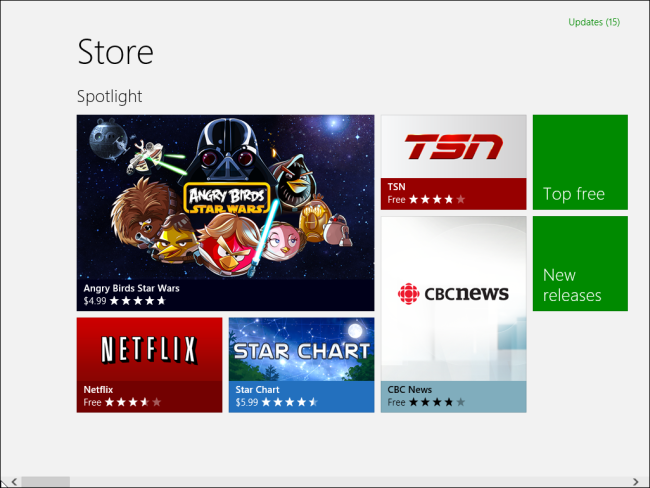 Updates (15)
Store
Spotlight
ANGRY BIRDS
STAR WARS
Angry Birds Star Wars
$4.99
TSN
TSN
Free
Top free
CBCnews
CBC News
Free
New
releases
NETFLIX
Netflix
Free
STAR CHART
Star Chart
$5.99